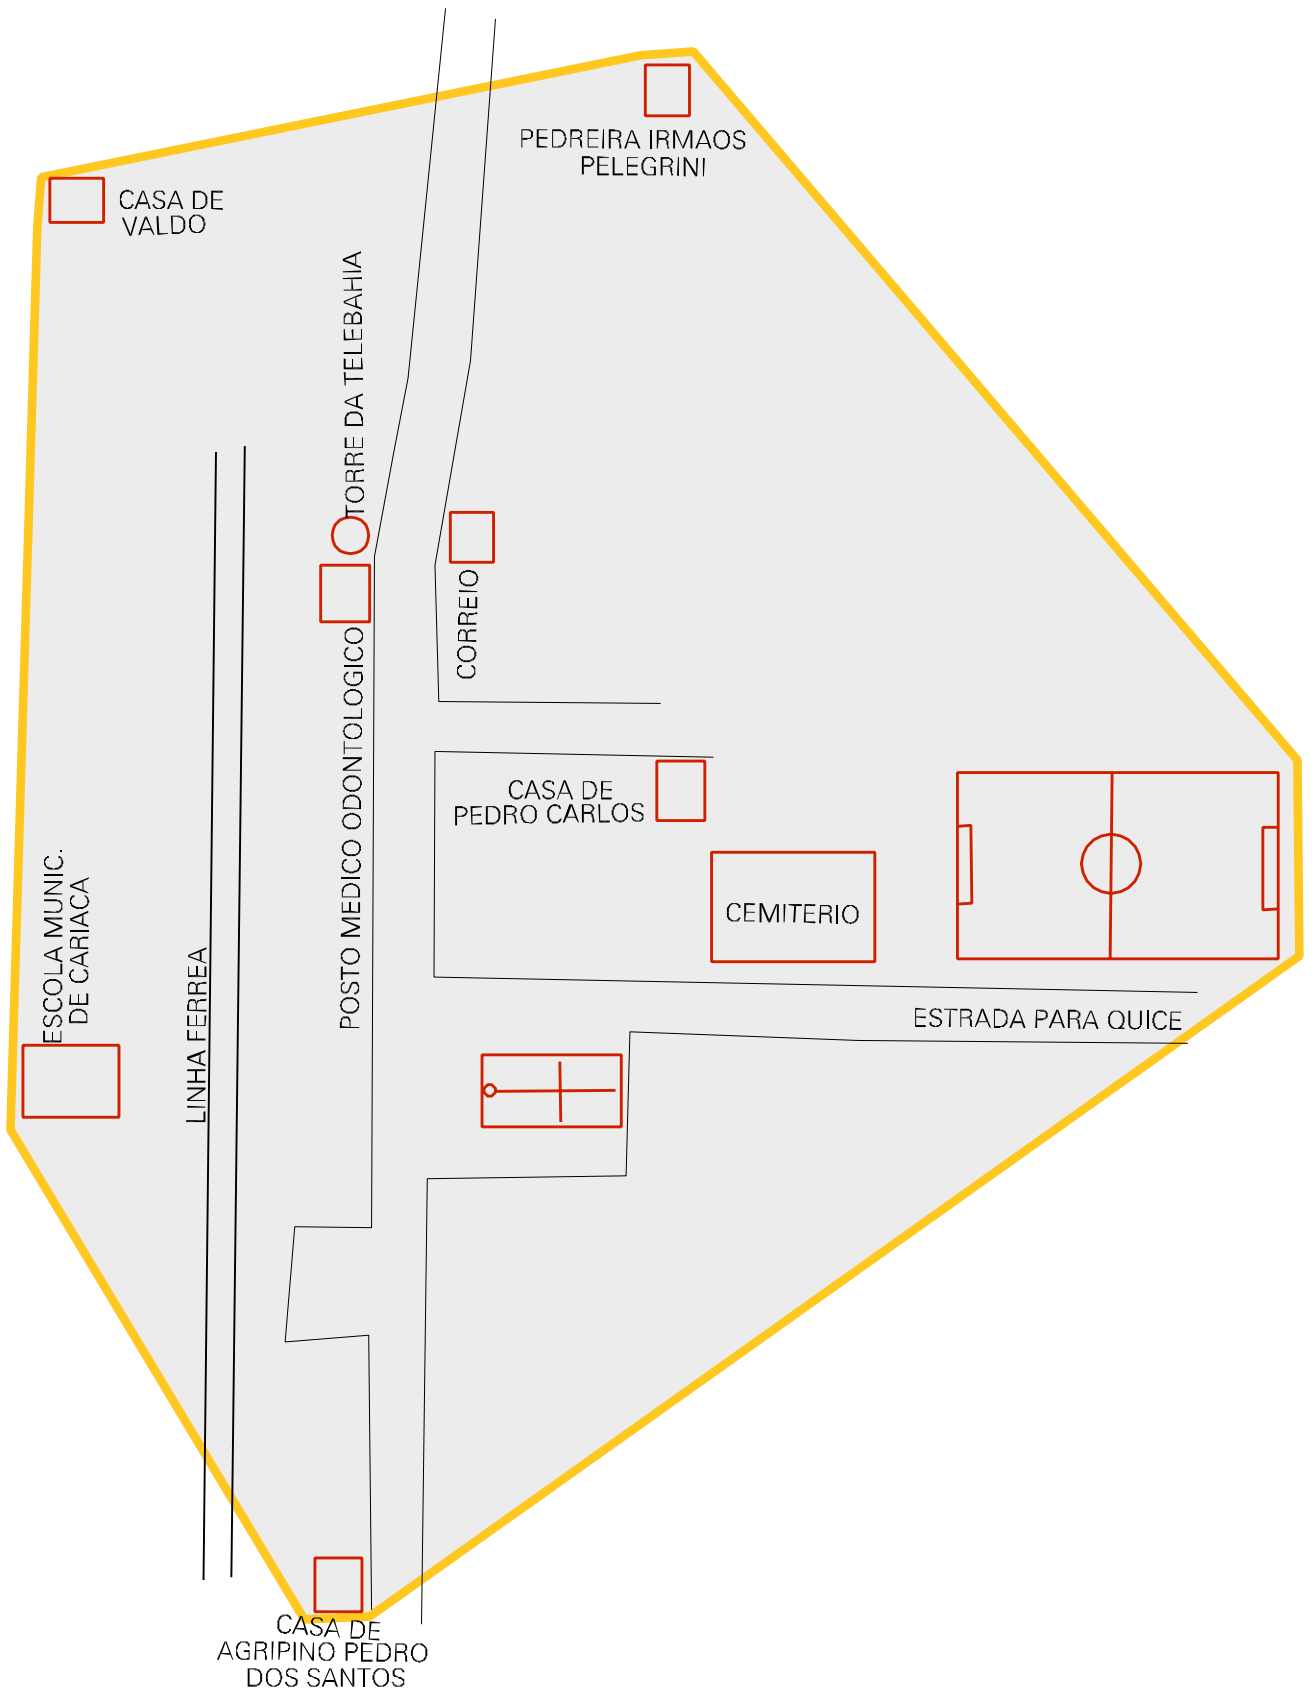 PEDREIRA IRMAOS
PELEGRINI
CASA DE
VALDO
TORRE DA TELEBAHIA
CORREIO
POSTO MEDICO ODONTOLOGICO
CASA DE
PEDRO CARLOS
CEMITERIO
ESCOLA MUNIC.
DE CARIACA
LINHA FERREA
ESTRADA PARA QUICE
CASA DE
AGRIPINO PEDRO
DOS SANTOS